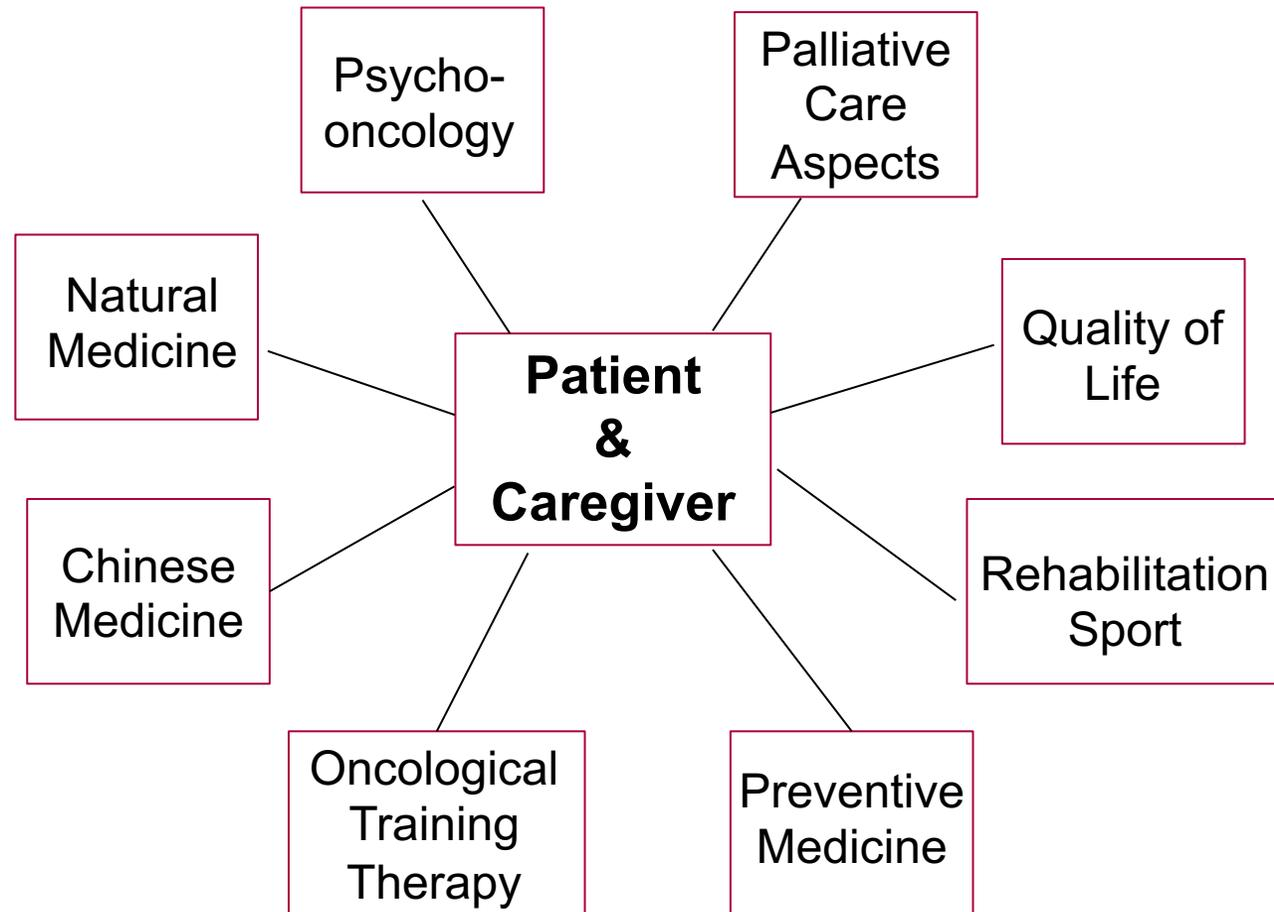 Psycho-
oncology
Palliative
Care
Aspects
Natural
Medicine
Quality of
Life
Patient
&
Caregiver
Chinese
Medicine
Rehabilitation
Sport
Oncological
Training
Therapy
Preventive
Medicine